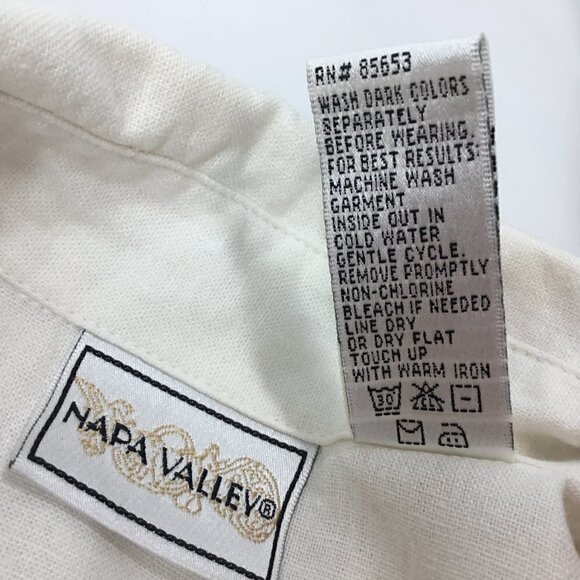 RN# 85653
WASH DARK COLORS
SEPARATELY
BEFORE WEARING.
FOR BEST RESULTS:
MACHINE WASH
GARMENT
INSIDE OUT IN
COLD WATER
GENTLE CYCLE.
REMOVE PROMPTLY
NON-CHLORINE
BLEACH IF NEEDED
LINE DRY
OR DRY FLAT
TOUCH UP
WITH WARM IRON
30
NAPA VALLEY®